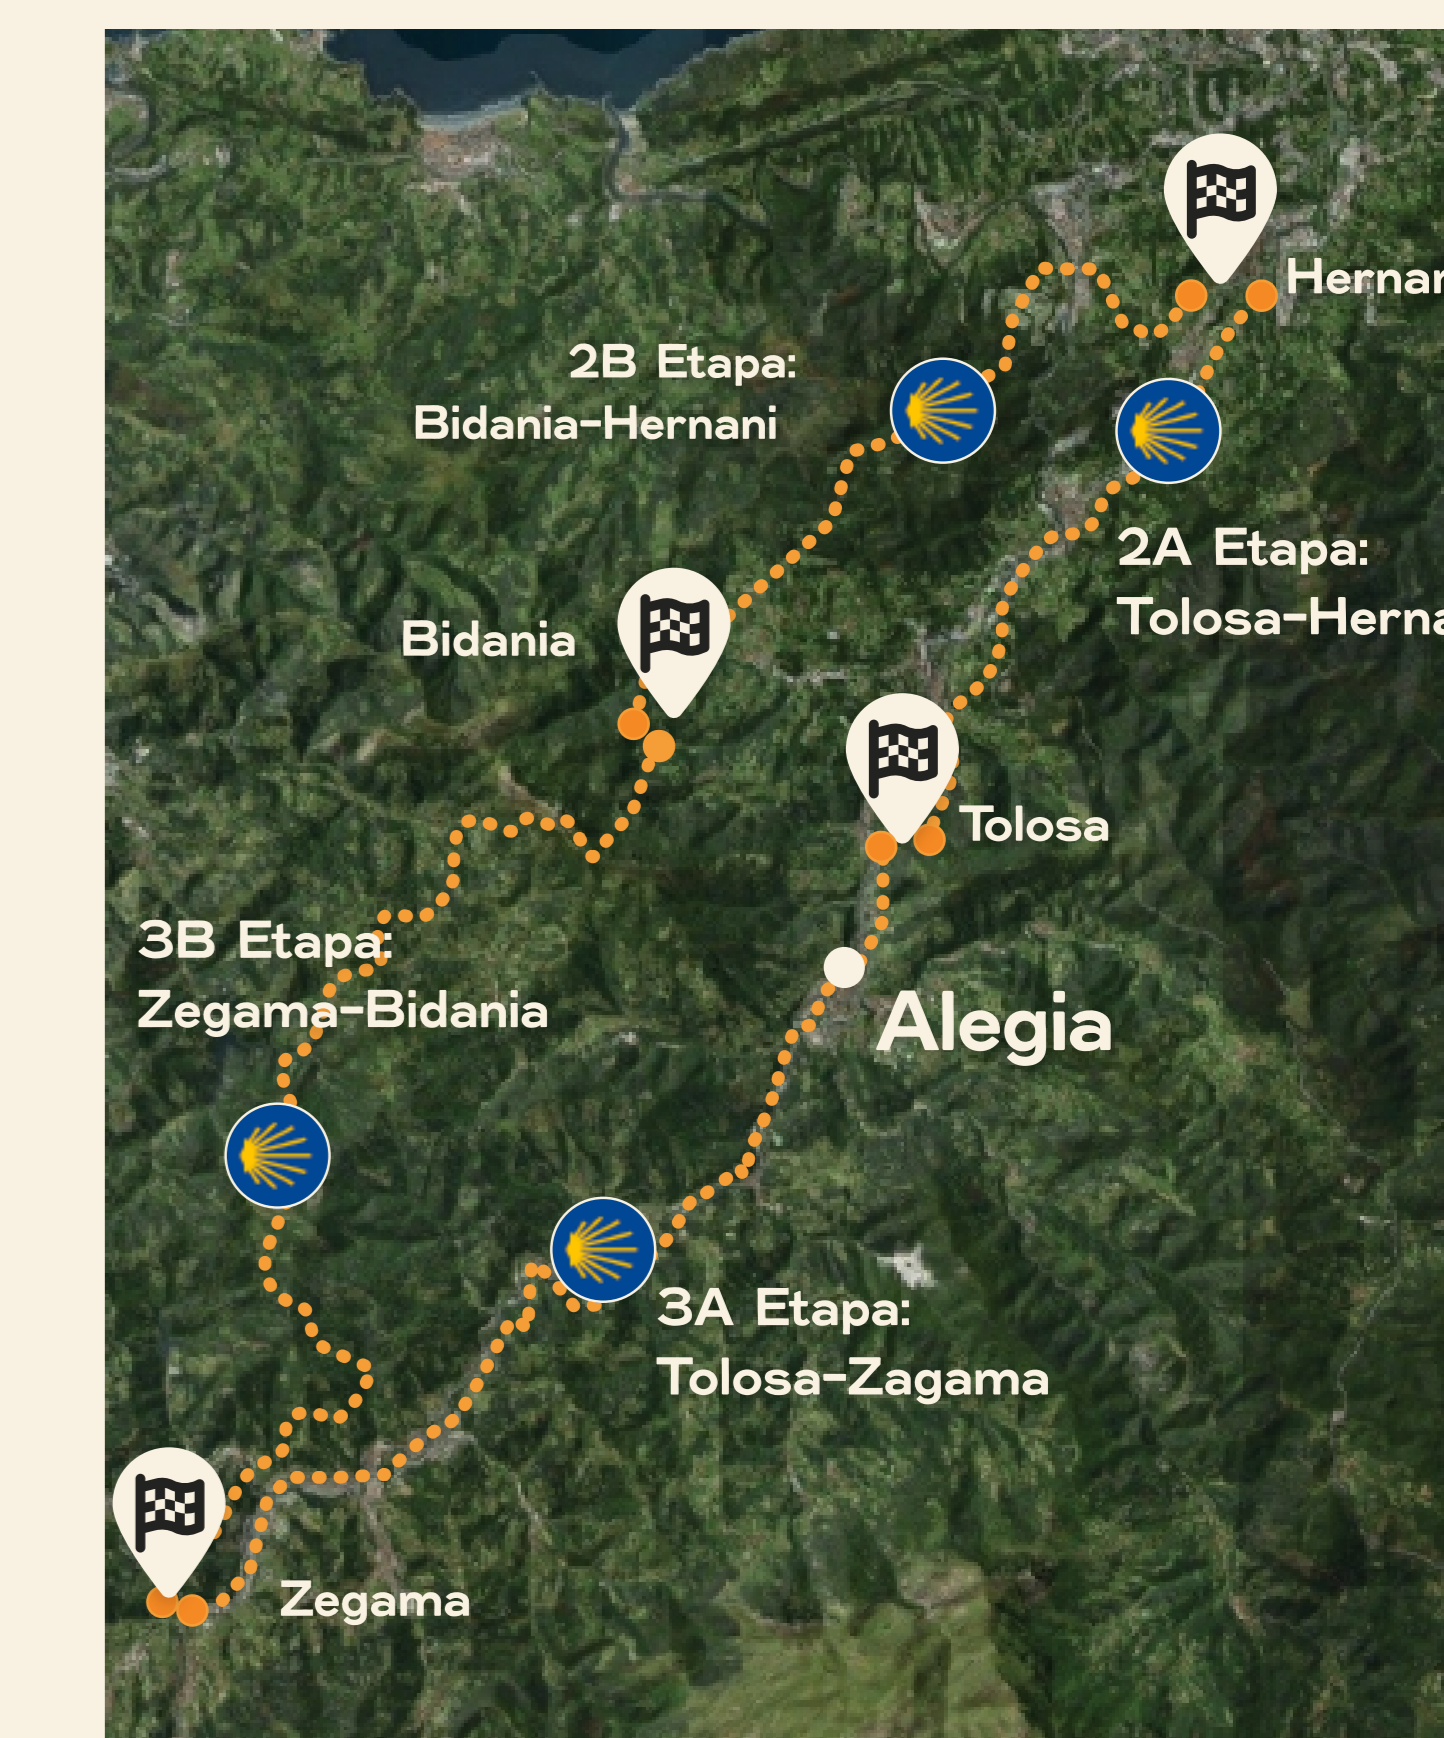 Hernar
2B Etapa:
Bidania-Hernani
2A Etapa:
Tolosa-Herna
Bidania
Tolosa
3B Etapa:
Zegama-Bidania
Alegia
3A Etapa:
Tolosa-Zagama
Zegama